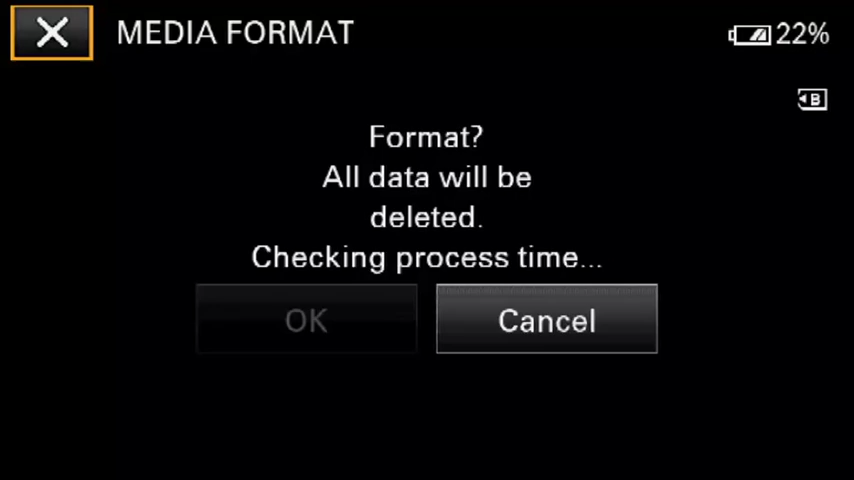 MEDIA FORMAT
22%
B
Format?
All data will be
deleted.
Checking process time...
OK
Cancel